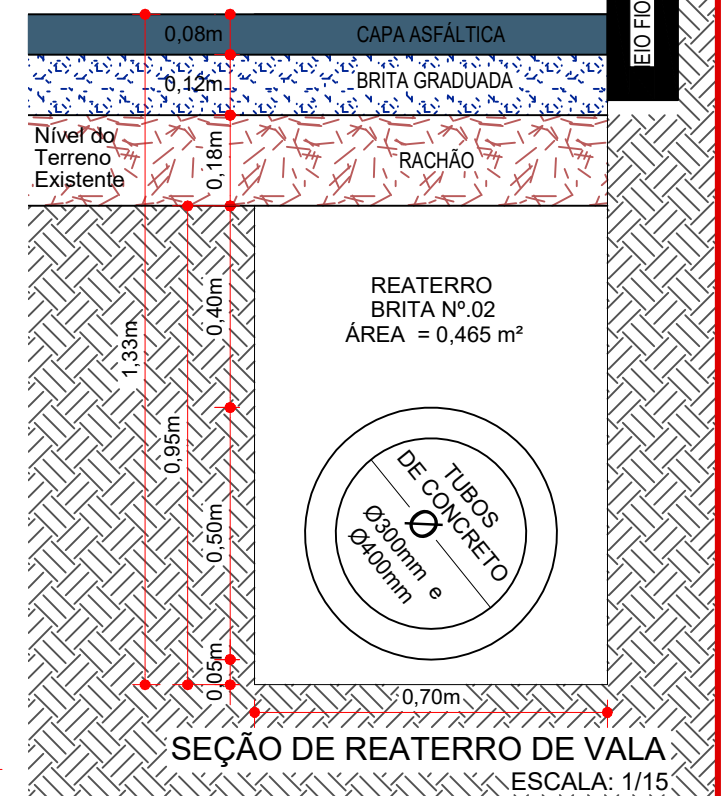 EIO FIO
0,08m
CAPA ASFÁLTICA
0,12m
BRITA GRADUADA
Nível do
Terreno
Existente
0,18m
RACHÃO
REATERRO
BRITA Nº.02
ÁREA = 0,465 m²
0,40m
1,33m
0,95m
0,50m
TUBOS
DE CONCRETO
Ø300mm e
Ø400mm
0,05m
0,70m
SEÇÃO DE REATERRO DE VALA
ESCALA: 1/15